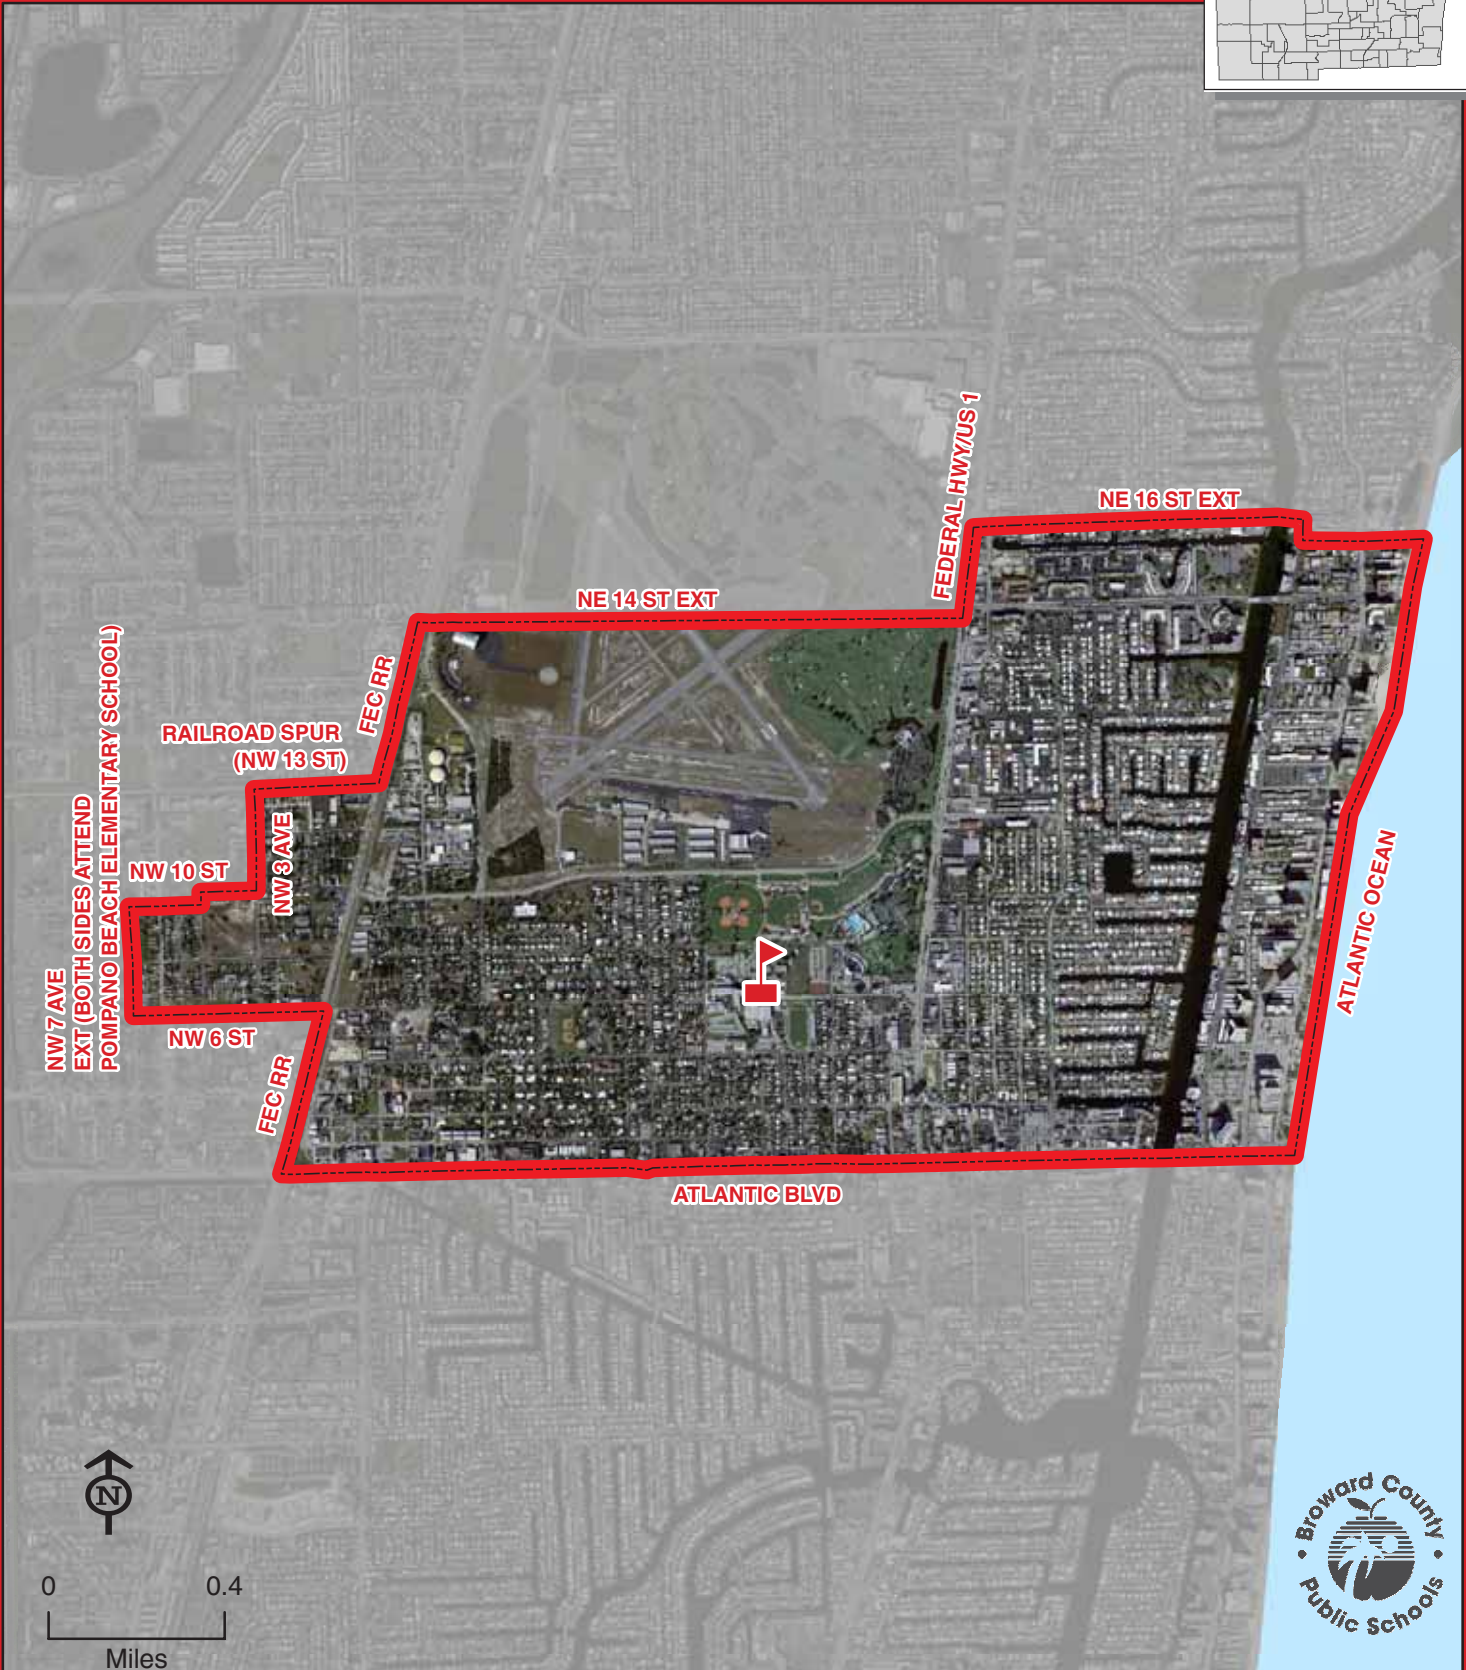 FEDERAL HWY/US 1
NE 16 ST EXT
NE 14 ST EXT
FEC RR
RAILROAD SPUR
(NW 13 ST)
NW 3 AVE
NW 10 ST
NW 7 AVE
EXT (BOTH SIDES ATTEND
POMPANO BEACH ELEMENTARY SCHOOL)
NW 6 ST
FEC RR
ATLANTIC OCEAN
ATLANTIC BLVD
N
0 0.4
Miles
Broward County
Public Schools